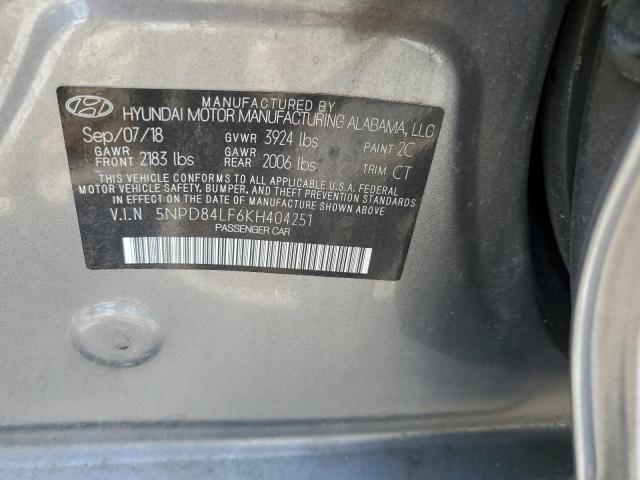 MANUFACTURED BY
HYUNDAI MOTOR MANUFACTURING ALABAMA, LLC
Sep/07/18 GVWR 3924 lbs PAINT 2C
GAWR FRONT 2183 lbs GAWR REAR 2006 lbs TRIM CT
THIS VEHICLE CONFORMS TO ALL APPLICABLE U.S.A. FEDERAL
MOTOR VEHICLE SAFETY, BUMPER, AND THEFT PREVENTION STANDARDS
IN EFFECT ON THE DATE OF MANUFACTURE SHOWN ABOVE.
V.I.N 5NPD84LF6KH404251
PASSENGER CAR